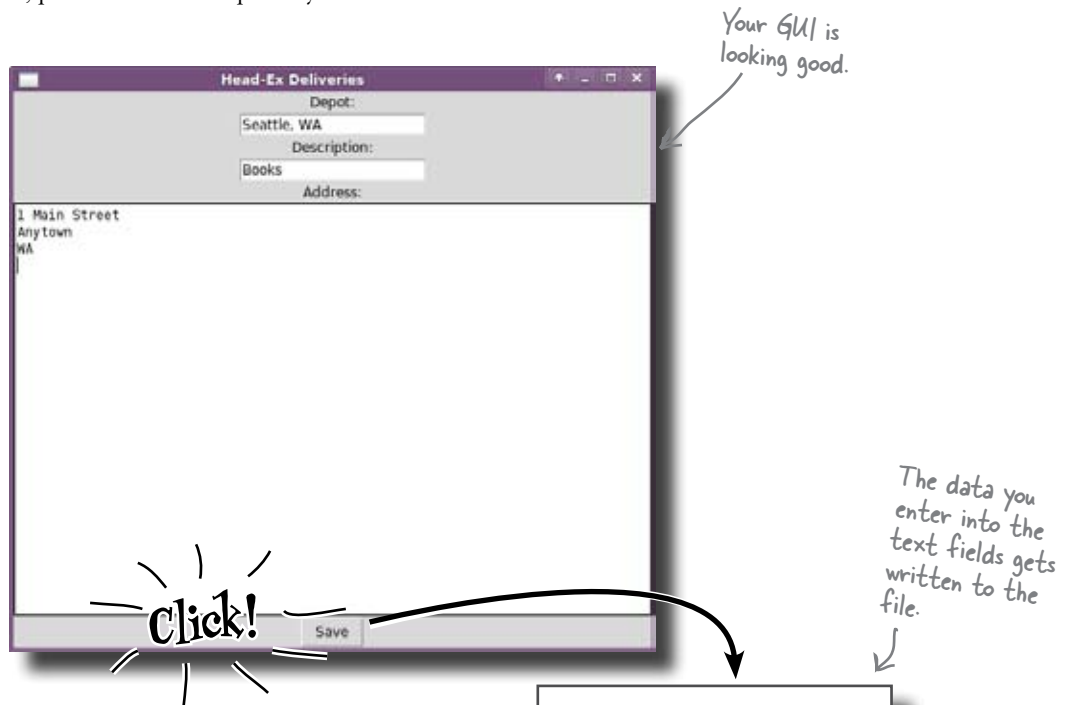 Your GUI is
looking good.
Head-Ex Deliveries
Depot:
Seattle, WA
Description:
Books
Address:
1 Main Street
Anytown
WA
The data you
enter into the
text fields gets
written to the
file.
Click!
Save